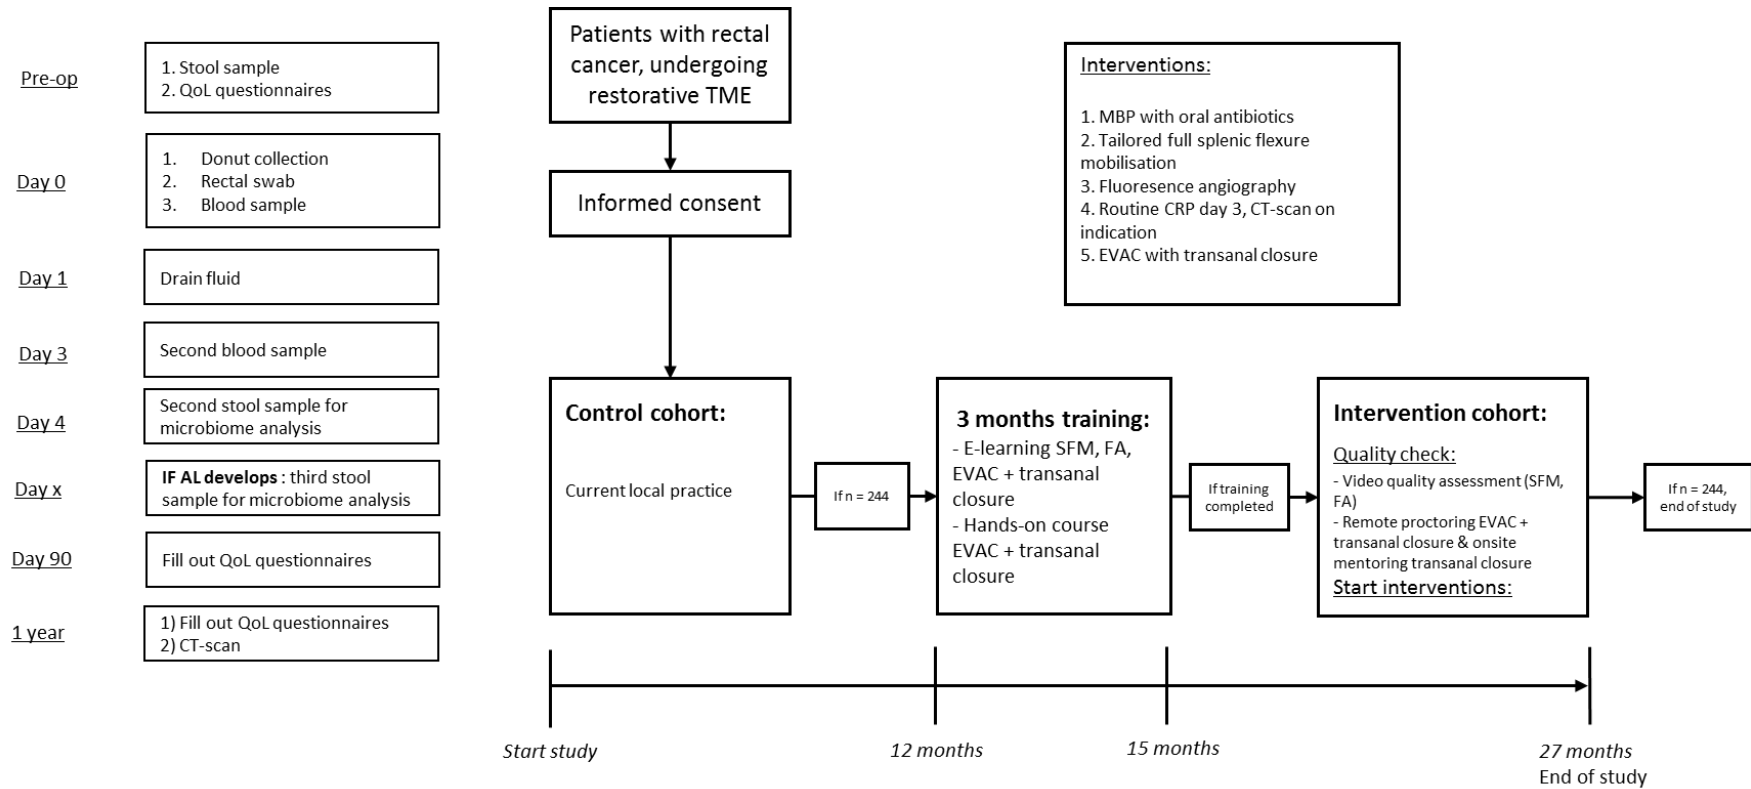 Pre-op
1. Stool sample
2. QoL questionnaires
Day 0
1. Donut collection
2. Rectal swab
3. Blood sample
Day 1
Drain fluid
Day 3
Second blood sample
Day 4
Second stool sample for
microbiome analysis
Day x
IF AL develops : third stool
sample for microbiome analysis
Day 90
Fill out QoL questionnaires
1 year
1) Fill out QoL questionnaires
2) CT-scan
Patients with rectal
cancer, undergoing
restorative TME
Informed consent
Interventions:
1. MBP with oral antibiotics
2. Tailored full splenic flexure
mobilisation
3. Fluoresence angiography
4. Routine CRP day 3, CT-scan on
indication
5. EVAC with transanal closure
Control cohort:
Current local practice
If n = 244
3 months training:
- E-learning SFM, FA,
EVAC + transanal
closure
- Hands-on course
EVAC + transanal
closure
If training
completed
Intervention cohort:
Quality check:
- Video quality assessment (SFM,
FA)
- Remote proctoring EVAC +
transanal closure & onsite
mentoring transanal closure
Start interventions:
If n = 244,
end of study
Start study
12 months
15 months
27 months
End of study